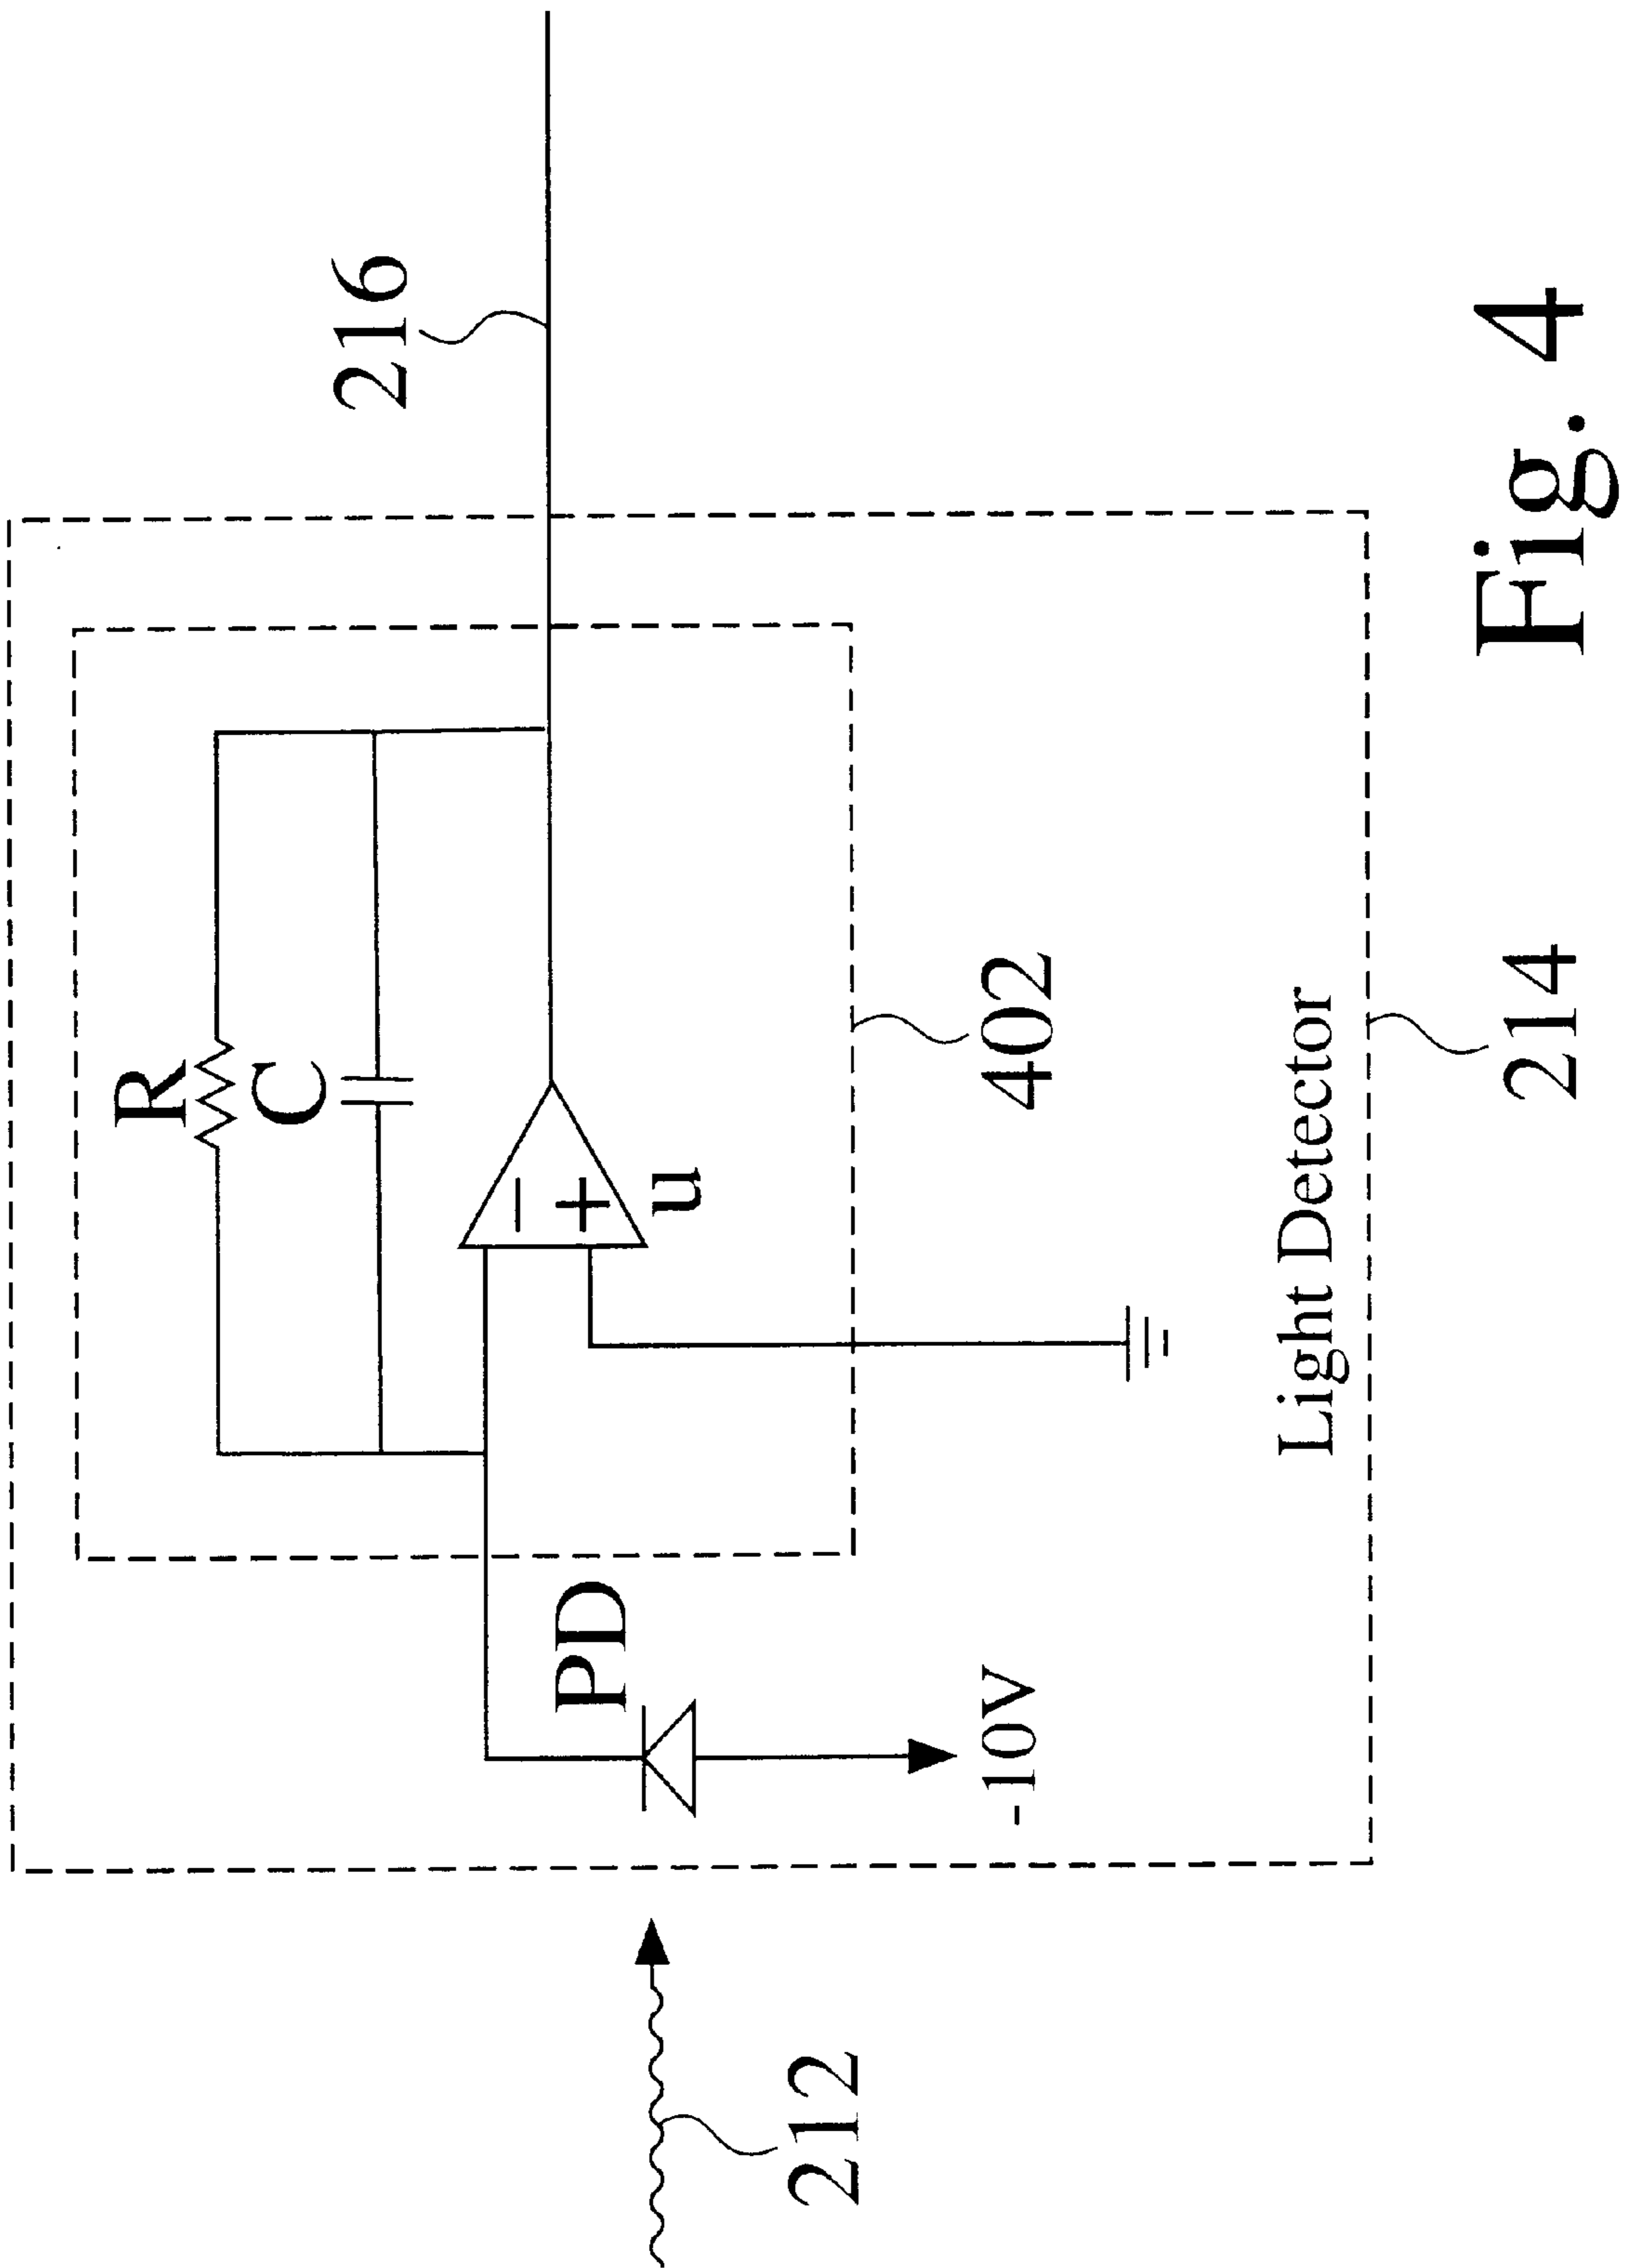 216
R
C
−
+
u
402
PD
-10V
Light Detector
214
212
Fig. 4